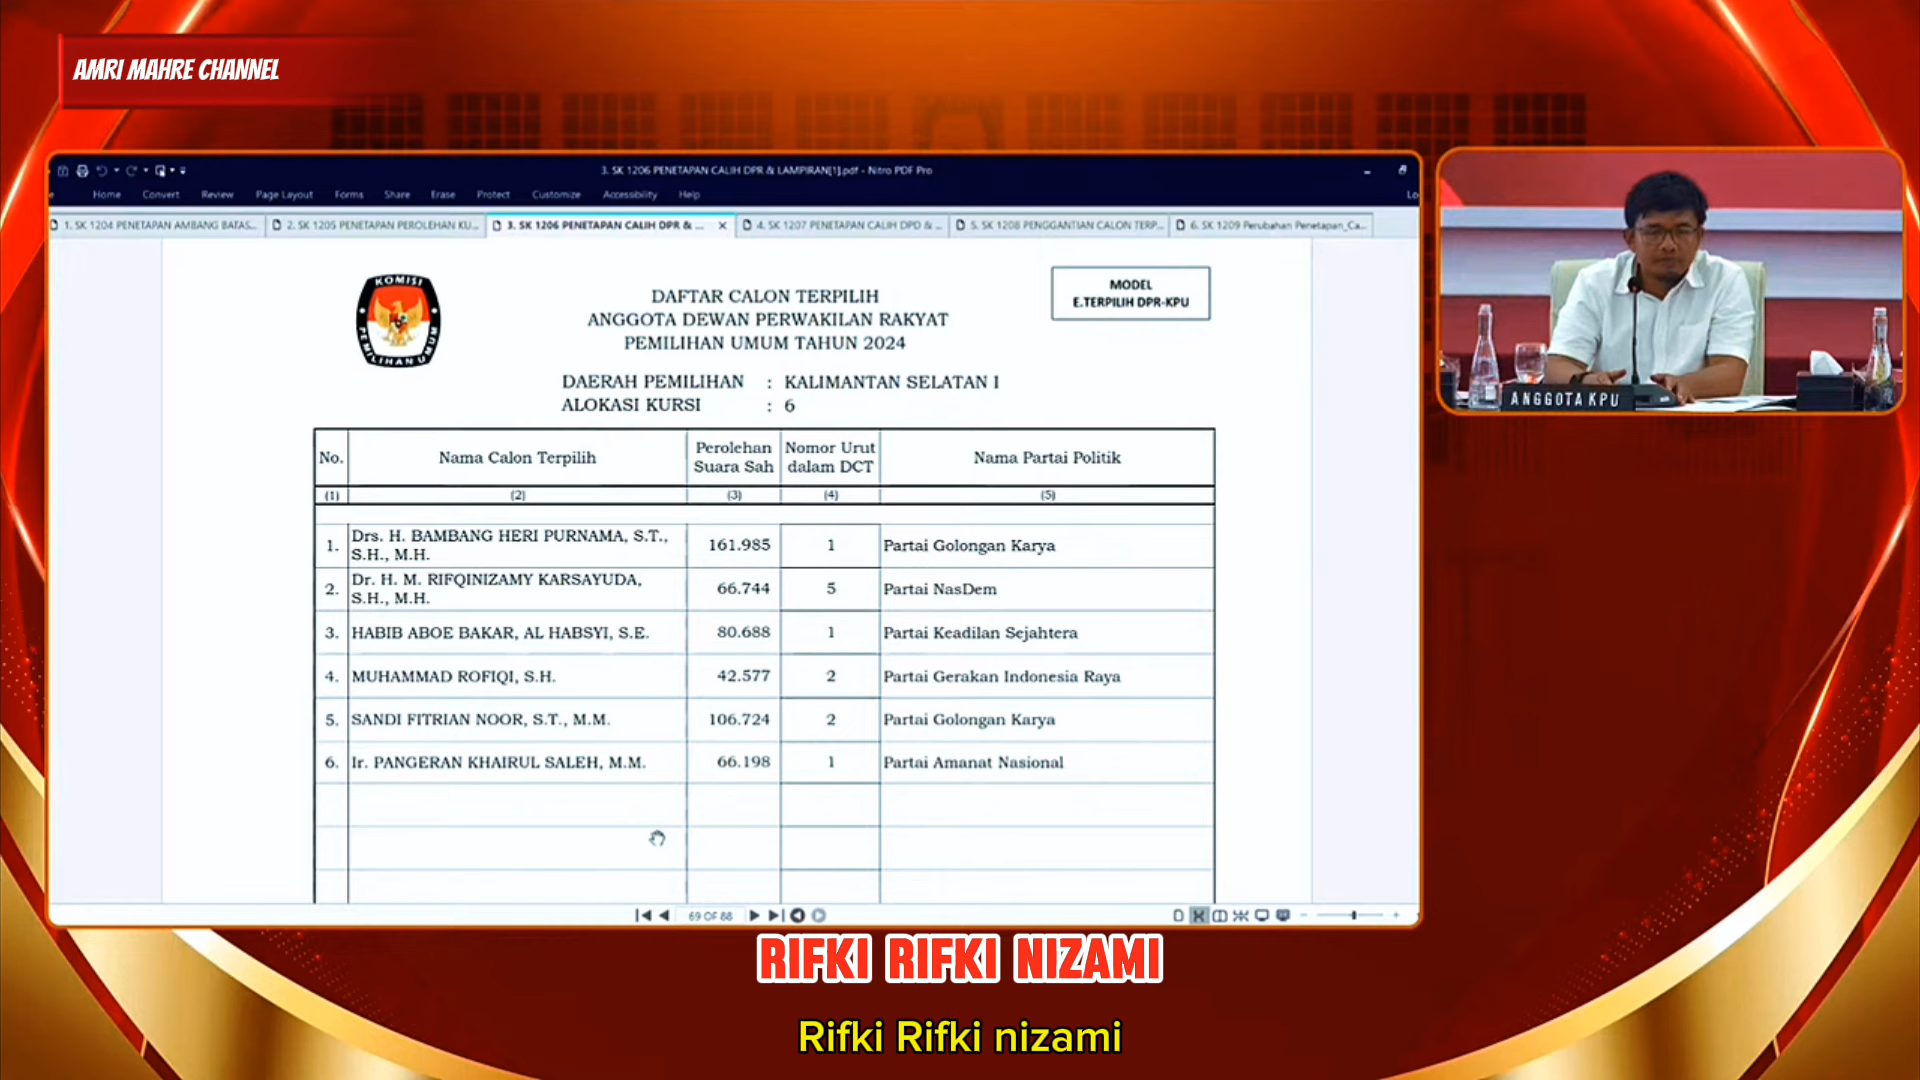 AMRI MAHRE CHANNEL
3. SK 1206 PENETAPAN CALIH DPR & LAMPIRAN[1].pdf - Nitro PDF Pro
Home Convert Review Page Layout Forms Share Erase Protect Customize Accessibility Help Lo
1. SK 1204 PENETAPAN AMBANG BATAS... 2. SK 1205 PENETAPAN PEROLEHAN KU... 3. SK 1206 PENETAPAN CALIH DPR & ... 4. SK 1207 PENETAPAN CALIH DPD & ... 5. SK 1208 PENGGANTIAN CALON TERP... 6. SK 1209 Perubahan Penetapan_Ca...
KOMISI
PEMILIHAN UMUM
DAFTAR CALON TERPILIH
ANGGOTA DEWAN PERWAKILAN RAKYAT
PEMILIHAN UMUM TAHUN 2024
MODEL
E.TERPILIH DPR-KPU
DAERAH PEMILIHAN : KALIMANTAN SELATAN I
ALOKASI KURSI : 6
No. Nama Calon Terpilih Perolehan Suara Sah Nomor Urut dalam DCT Nama Partai Politik
(1) (2) (3) (4) (5)
1. Drs. H. BAMBANG HERI PURNAMA, S.T., S.H., M.H. 161.985 1 Partai Golongan Karya
2. Dr. H. M. RIFQINIZAMY KARSAYUDA, S.H., M.H. 66.744 5 Partai NasDem
3. HABIB ABOE BAKAR, AL HABSYI, S.E. 80.688 1 Partai Keadilan Sejahtera
4. MUHAMMAD ROFIQI, S.H. 42.577 2 Partai Gerakan Indonesia Raya
5. SANDI FITRIAN NOOR, S.T., M.M. 106.724 2 Partai Golongan Karya
6. Ir. PANGERAN KHAIRUL SALEH, M.M. 66.198 1 Partai Amanat Nasional
69 OF 88
ANGGOTA KPU
RIFKI RIFKI NIZAMI
Rifki Rifki nizami